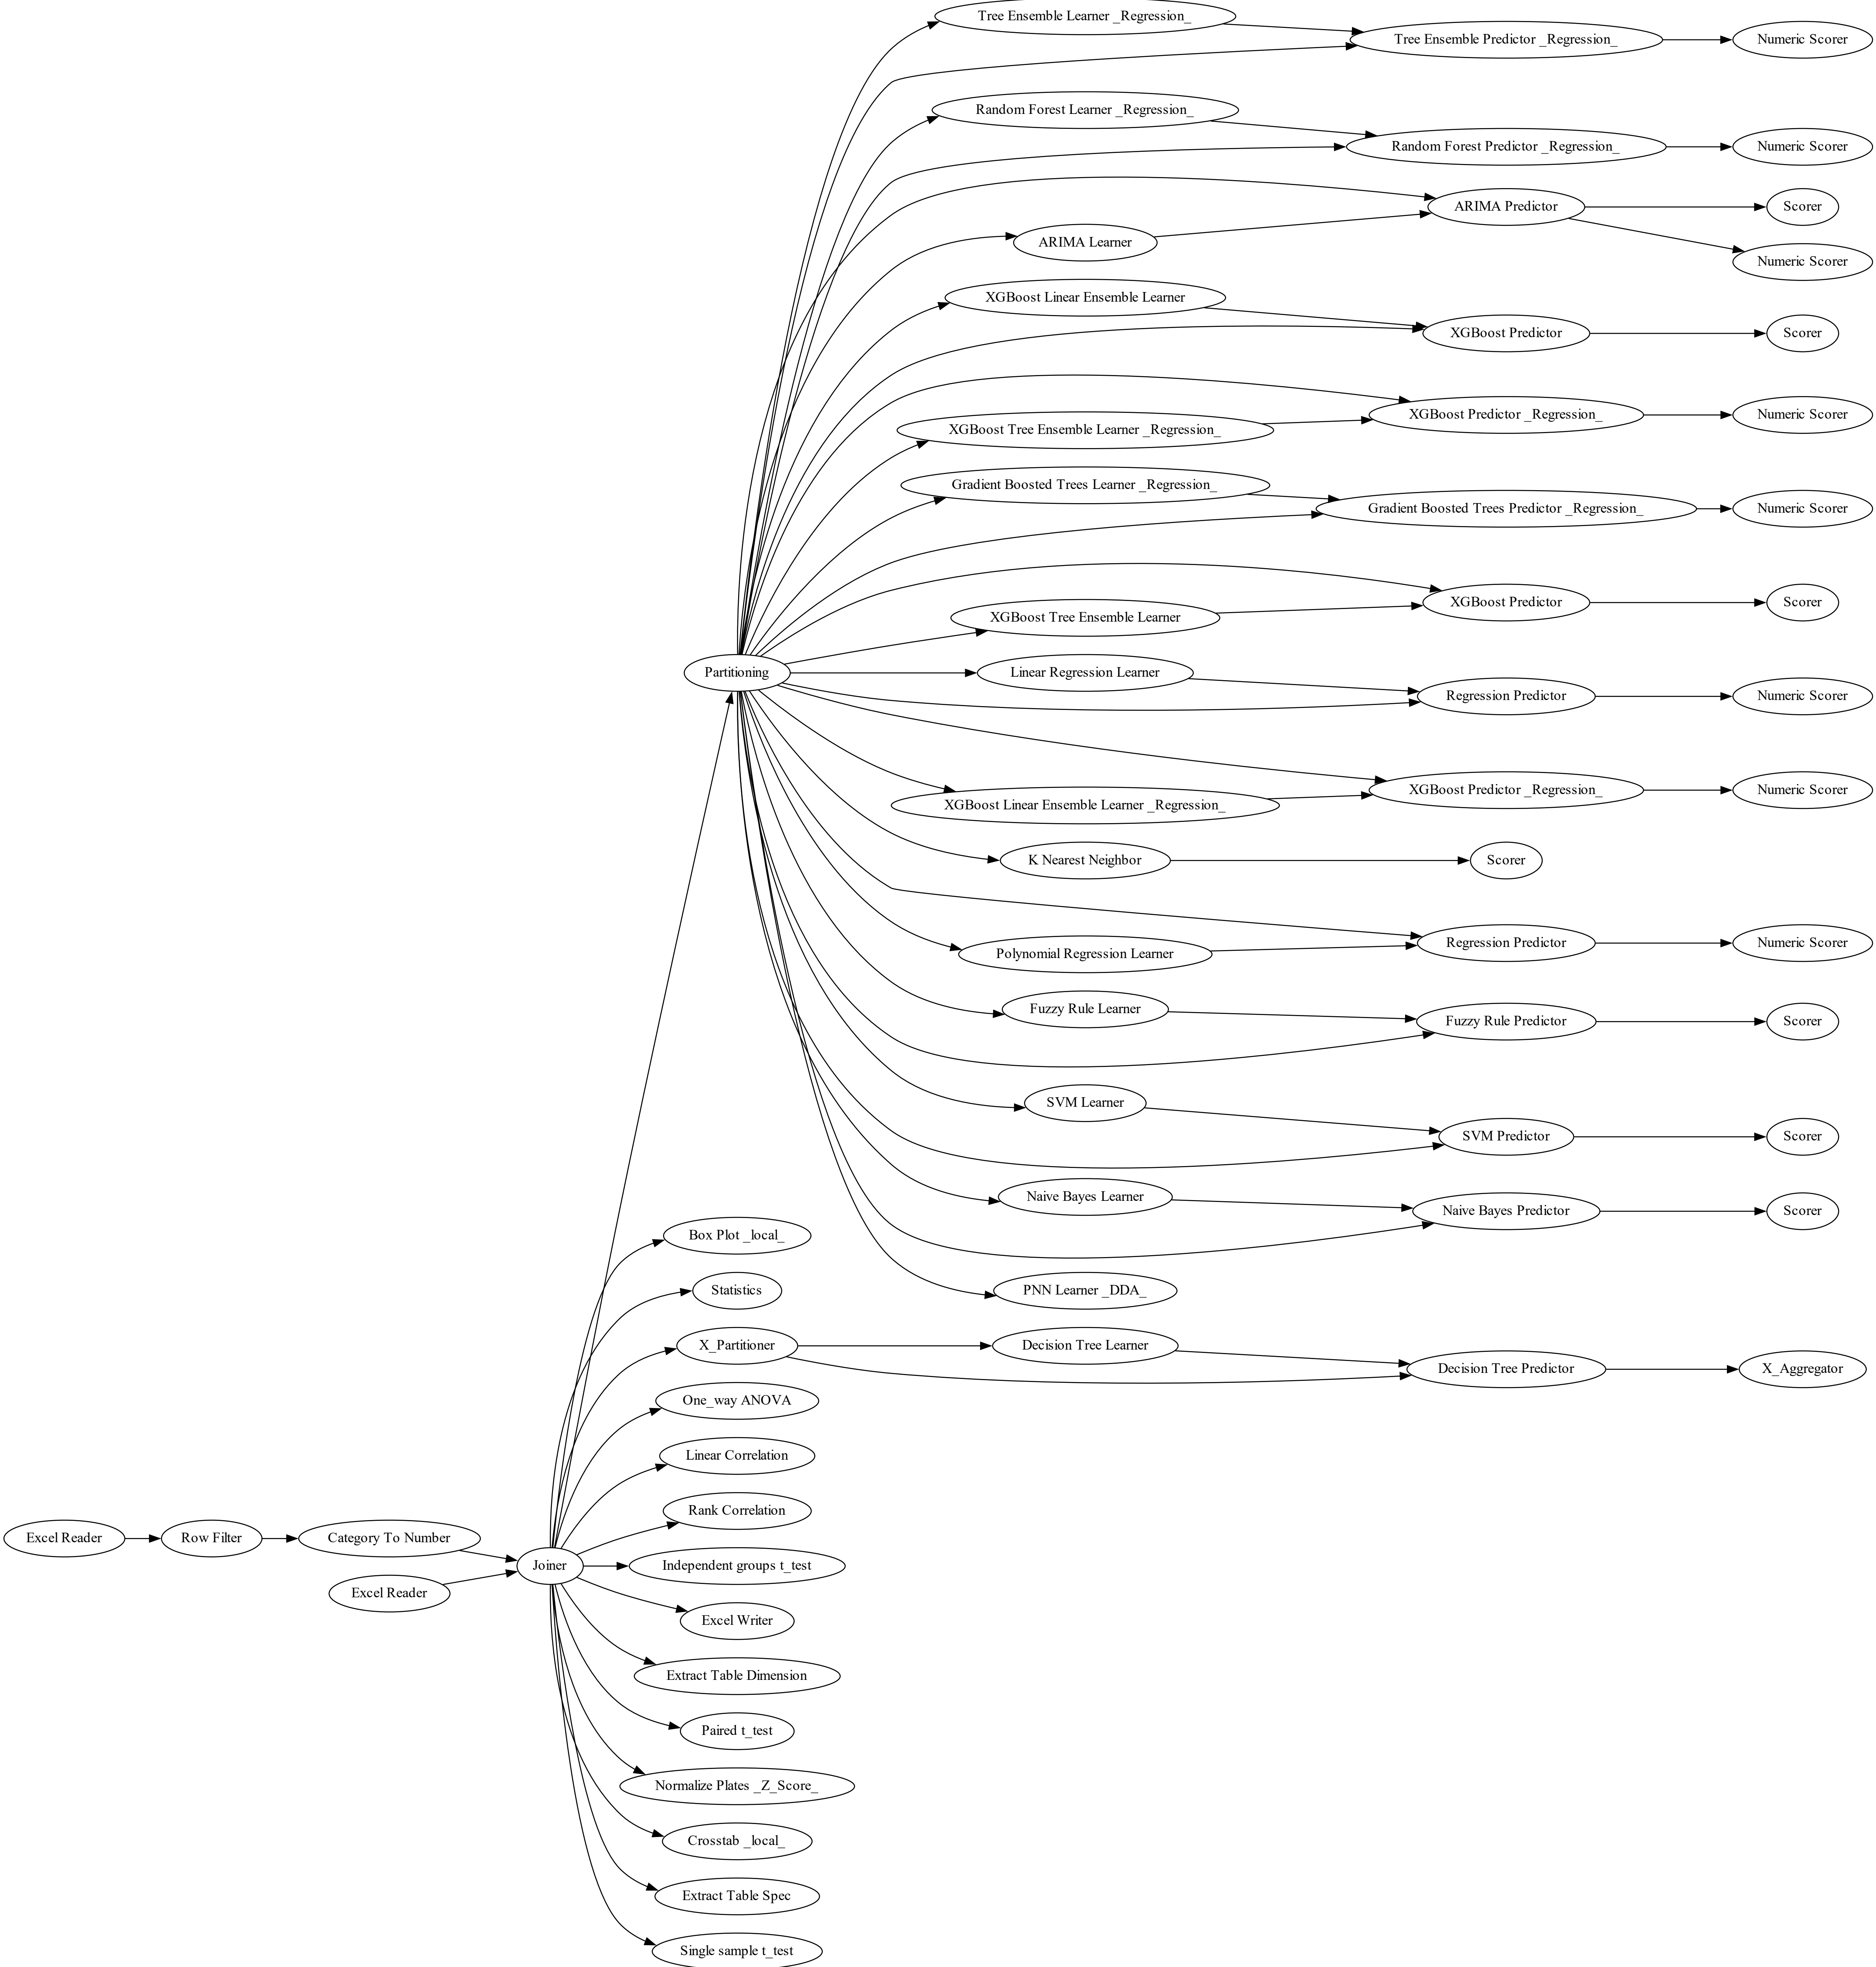 Tree Ensemble Learner _Regression_
Tree Ensemble Predictor _Regression_
Numeric Scorer
Random Forest Learner _Regression_
Random Forest Predictor _Regression_
Numeric Scorer
ARIMA Predictor
Scorer
ARIMA Learner
Numeric Scorer
XGBoost Linear Ensemble Learner
XGBoost Predictor
Scorer
XGBoost Predictor _Regression_
Numeric Scorer
XGBoost Tree Ensemble Learner _Regression_
Gradient Boosted Trees Learner _Regression_
Gradient Boosted Trees Predictor _Regression_
Numeric Scorer
XGBoost Predictor
Scorer
XGBoost Tree Ensemble Learner
Partitioning
Linear Regression Learner
Regression Predictor
Numeric Scorer
XGBoost Predictor _Regression_
Numeric Scorer
XGBoost Linear Ensemble Learner _Regression_
K Nearest Neighbor
Scorer
Regression Predictor
Numeric Scorer
Polynomial Regression Learner
Fuzzy Rule Learner
Fuzzy Rule Predictor
Scorer
SVM Learner
SVM Predictor
Scorer
Naive Bayes Learner
Naive Bayes Predictor
Scorer
Box Plot _local_
Statistics
PNN Learner _DDA_
X_Partitioner
Decision Tree Learner
Decision Tree Predictor
X_Aggregator
One_way ANOVA
Linear Correlation
Rank Correlation
Excel Reader
Row Filter
Category To Number
Joiner
Independent groups t_test
Excel Reader
Excel Writer
Extract Table Dimension
Paired t_test
Normalize Plates _Z_Score_
Crosstab _local_
Extract Table Spec
Single sample t_test